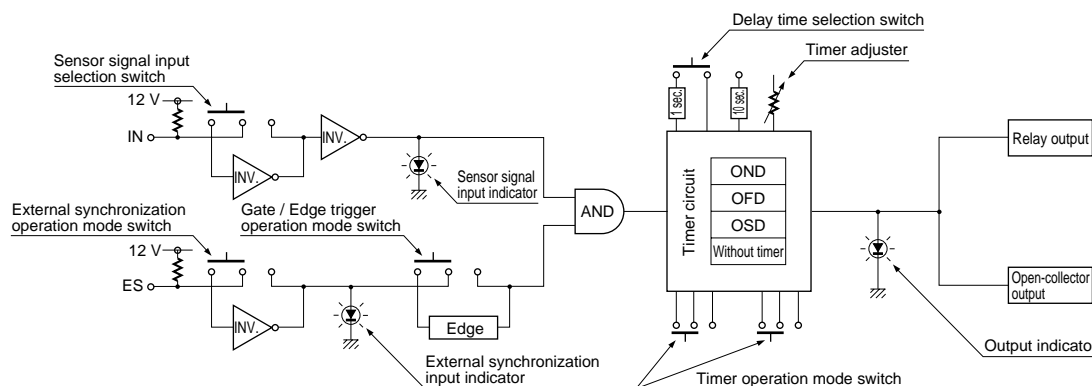 Delay time selection switch
Timer adjuster
Sensor signal input
selection switch
12 V
IN
INV.
INV.
Sensor signal
input indicator
1 sec.
10 sec.
Timer circuit
OND
OFD
OSD
Without timer
Relay output
AND
External synchronization
operation mode switch
Gate / Edge trigger
operation mode switch
12 V
ES
INV.
Edge
External synchronization
input indicator
Timer operation mode switch
Open-collector
output
Output indicato